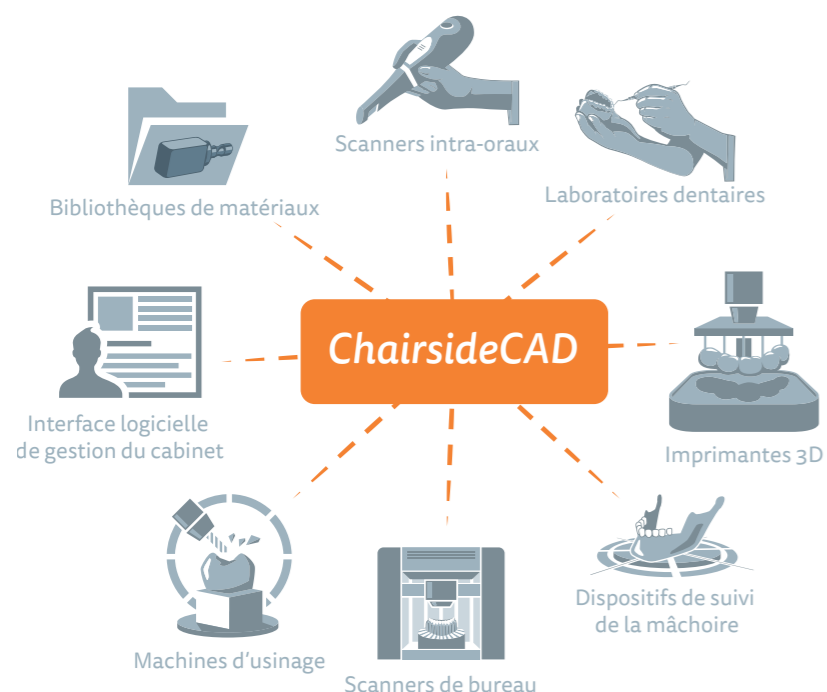 Scanners intra-oraux
Laboratoires dentaires
Bibliothèques de matériaux
ChairsideCAD
Interface logicielle
de gestion du cabinet
Imprimantes 3D
Dispositifs de suivi
de la mâchoire
Machines d'usinage
Scanners de bureau